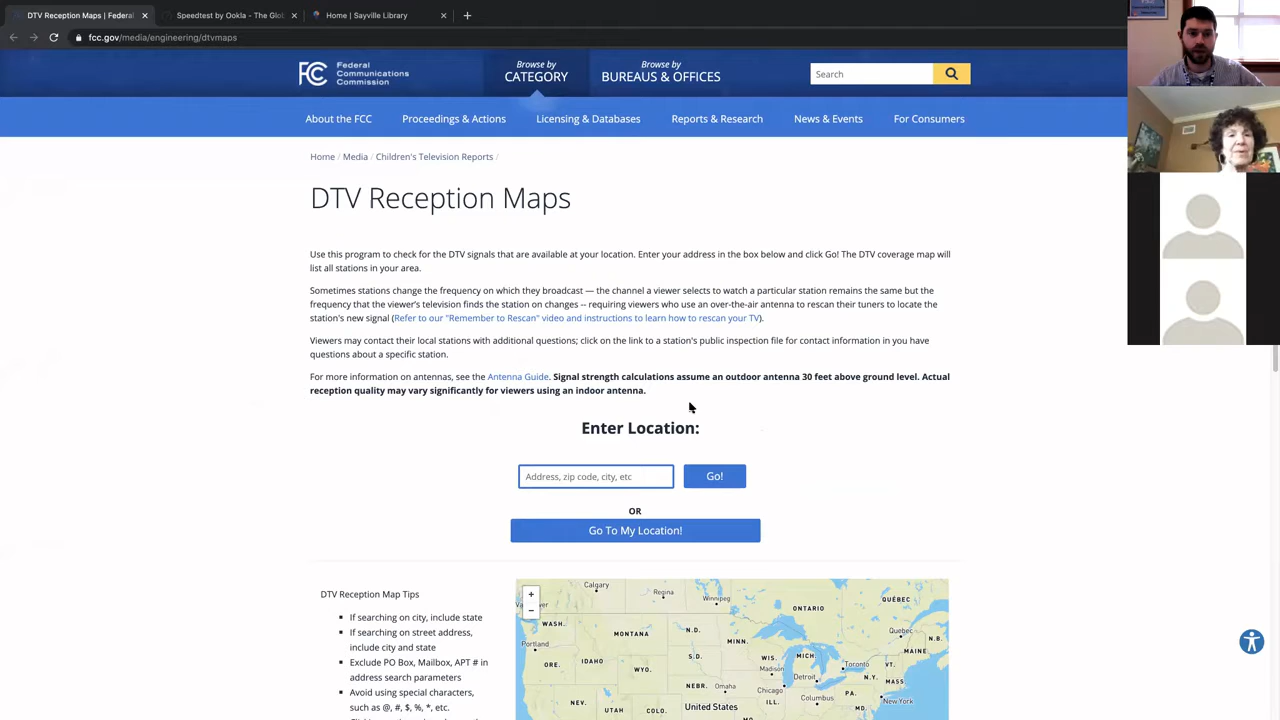 DTV Reception Maps | Federal
Speedtest by Ookla - The Glob
Home | Sayville Library
fcc.gov/media/engineering/dtvmaps
FCC Federal
Communications
Commission
Browse by
CATEGORY
Browse by
BUREAUS & OFFICES
Search
About the FCC
Proceedings & Actions
Licensing & Databases
Reports & Research
News & Events
For Consumers
Home / Media / Children's Television Reports /
DTV Reception Maps
Use this program to check for the DTV signals that are available at your location. Enter your address in the box below and click Go! The DTV coverage map will
list all stations in your area.
Sometimes stations change the frequency on which they broadcast — the channel a viewer selects to watch a particular station remains the same but the
frequency that the viewer's television finds the station on changes -- requiring viewers who use an over-the-air antenna to rescan their tuners to locate the
station's new signal (Refer to our "Remember to Rescan" video and instructions to learn how to rescan your TV).
Viewers may contact their local stations with additional questions; click on the link to a station's public inspection file for contact information in you have
questions about a specific station.
For more information on antennas, see the Antenna Guide. Signal strength calculations assume an outdoor antenna 30 feet above ground level. Actual
reception quality may vary significantly for viewers using an indoor antenna.
Enter Location:
Address, zip code, city, etc
Go!
OR
Go To My Location!
DTV Reception Map Tips
If searching on city, include state
If searching on street address,
include city and state
Exclude PO Box, Mailbox, APT # in
address search parameters
Avoid using special characters,
such as @, #, $, %, *, etc.
+
−
Calgary
Regina
Winnipeg
ONTARIO
QUÉBEC
Quebec
N.B.
WASH.
Portland
MONTANA
N.D.
MINN.
MAINE
ORE.
IDAHO
WYO.
S.D.
WIS.
MICH.
Toronto
VT.
Madison
Detroit
N.Y.
MASS.
NEBR.
Omaha
Chicago
PA.
NEV.
UTAH
COLO.
United States
ILL.
Columbus
MD.
New York